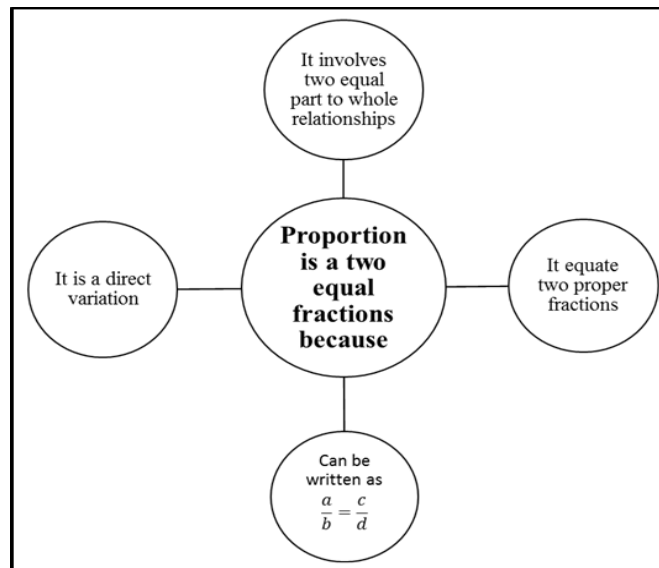 It involves
two equal
part to whole
relationships
It is a direct
variation
Proportion
is a two
equal
fractions
because
It equate
two proper
fractions
Can be
written as
a/b = c/d